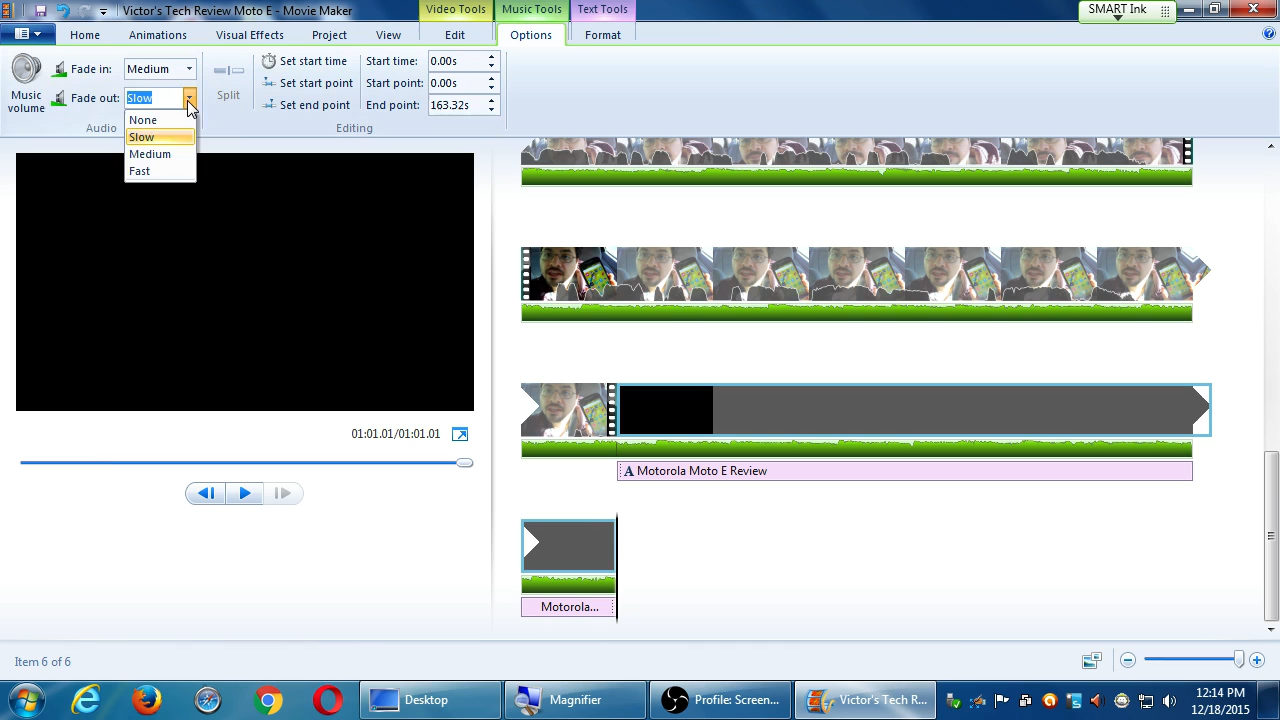 Victor's Tech Review Moto E - Movie Maker
Video Tools
Music Tools
Text Tools
SMART Ink
Home
Animations
Visual Effects
Project
View
Edit
Options
Format
Music volume
Fade in:
Medium
Fade out:
Slow
None
Slow
Medium
Fast
Audio
Split
Set start time
Set start point
Set end point
Start time:
0.00s
Start point:
0.00s
End point:
163.32s
Editing
01:01.01/01:01.01
A Motorola Moto E Review
Motorola...
Item 6 of 6
Desktop
Magnifier
Profile: Screen...
Victor's Tech R...
12:14 PM
12/18/2015